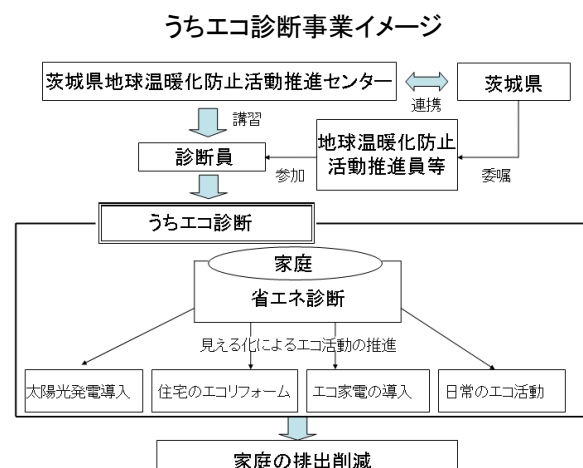 うちエコ診断事業イメージ
茨城県地球温暖化防止活動推進センター
茨城県
連携
講習
地球温暖化防止
活動推進員等
診断員
参加
委嘱
うちエコ診断
家庭
省エネ診断
見える化によるエコ活動の推進
太陽光発電導入
住宅のエコリフォーム
エコ家電の導入
日常のエコ活動
家庭の排出削減